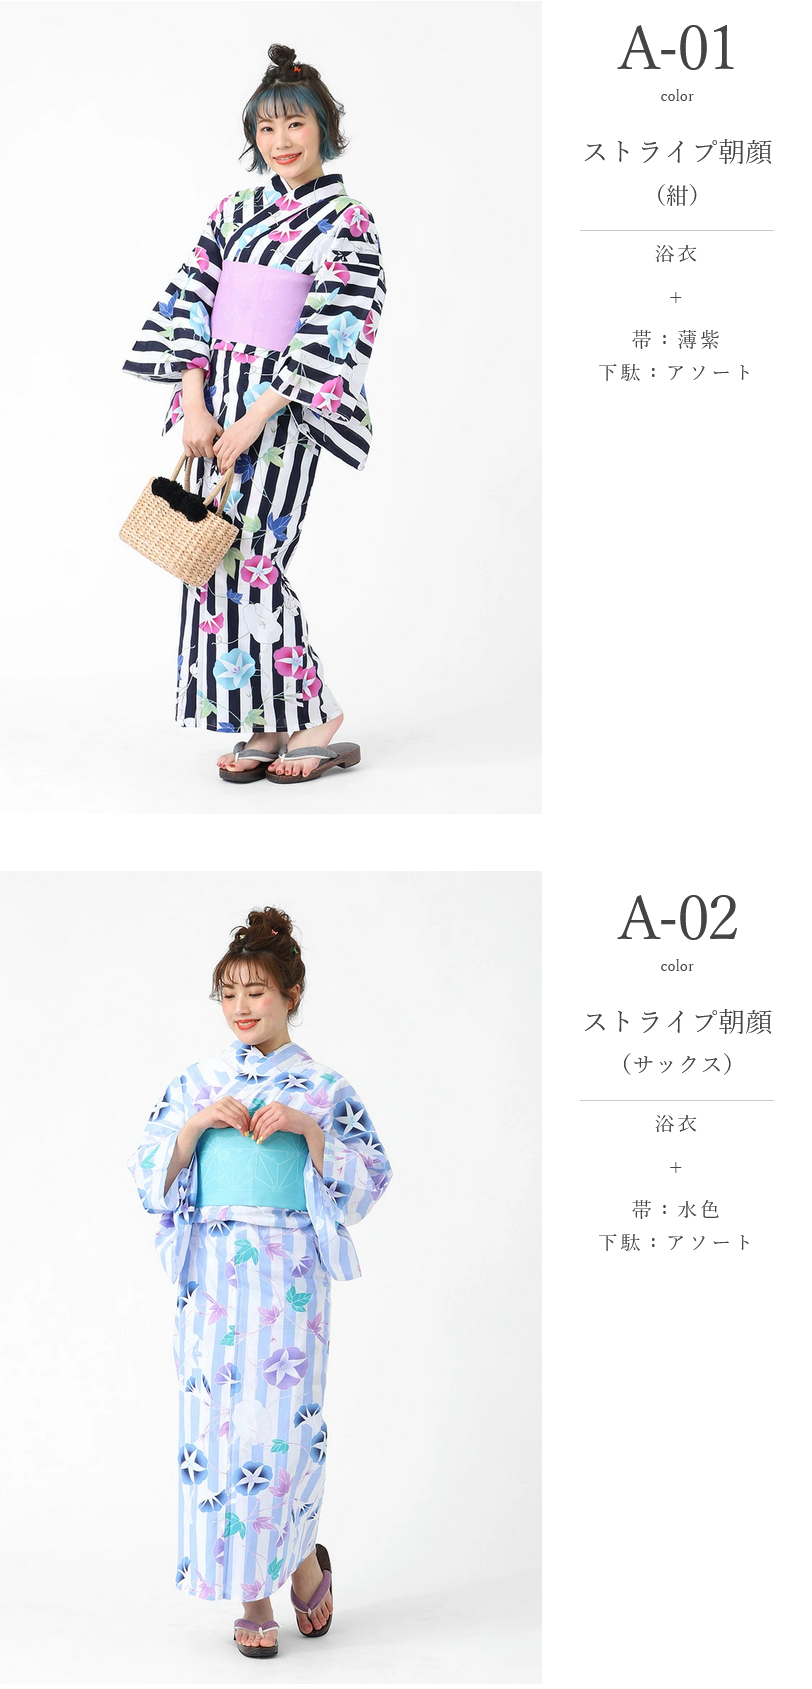 A-01
color
ストライプ朝顔
（紺）
浴衣
+
帯：薄紫
下駄：アソート
A-02
color
ストライプ朝顔
（サックス）
浴衣
+
帯：水色
下駄：アソート